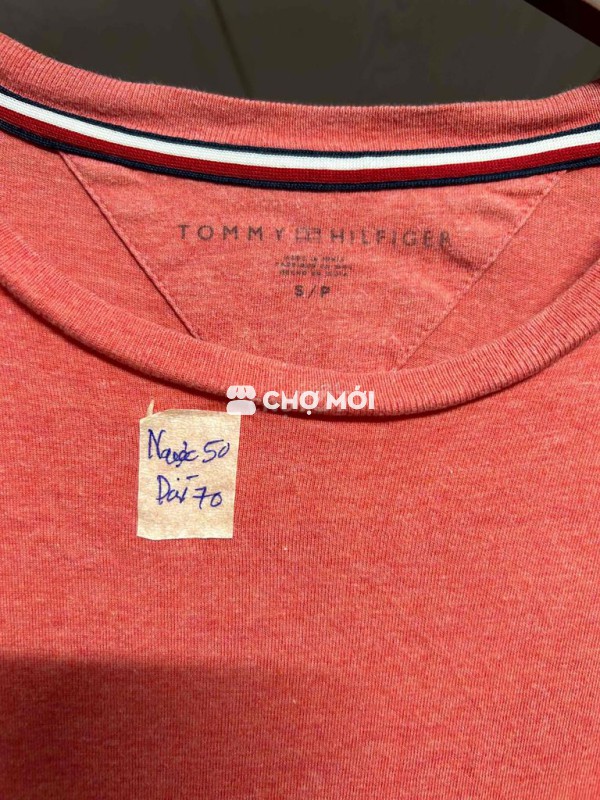 TOMMY HILFIGER
S/P
CHỢ MỚI
Ngực 50
Dài 70